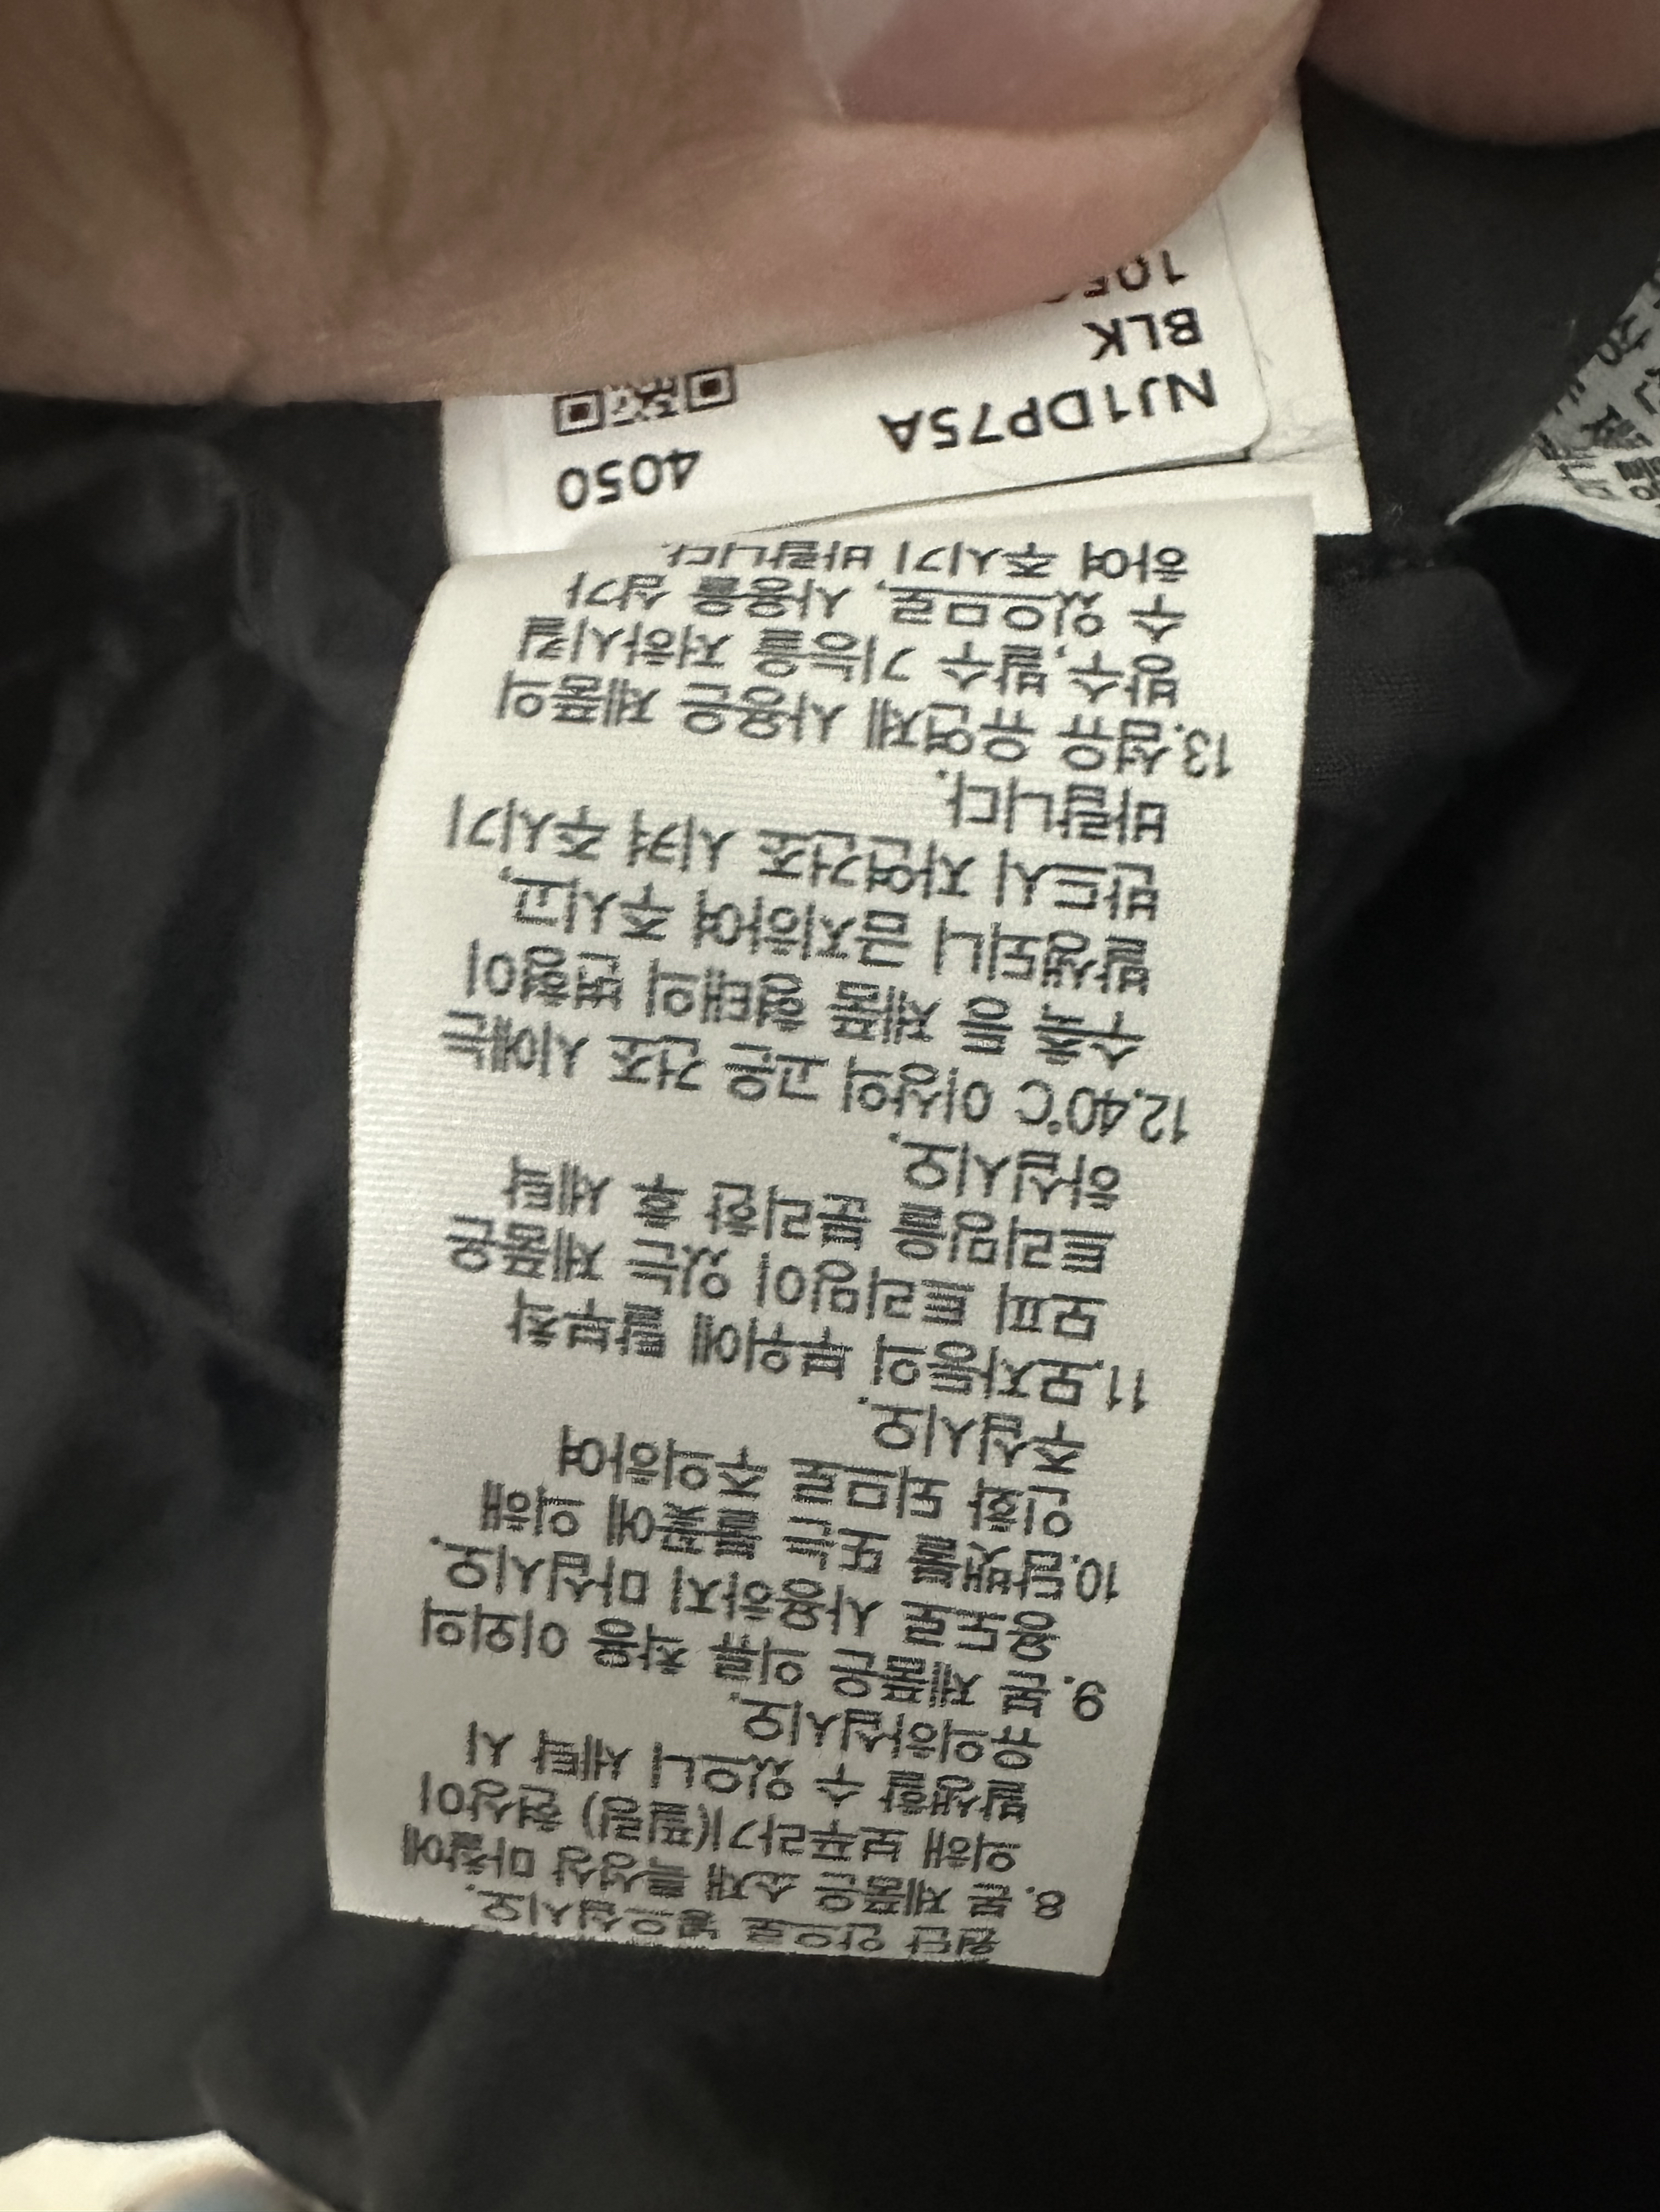 8. 본 제품은 소재 특성상 마찰에
의해 보푸라기(필링) 현상이
발생할 수 있으니 세탁 시
유의하십시오.
9. 본 제품은 의류 착용 이외의
용도로 사용하지 마십시오.
10.담뱃불 또는 불똥 등에 의해
인화 되므로 주의하여
주십시오.
11.모자등의 부위에 탈부착
모피 트리밍이 있는 제품은
트리밍을 분리한 후 세탁
하십시오.
12.40℃ 이상의 고온 건조 시에는
수축 및 제품 형태의 변형이
발생되니 금지하여 주시고,
반드시 자연건조 시켜 주시기
바랍니다.
13.섬유 유연제 사용은 제품의
방수,발수 기능을 저하시킬
수 있으므로, 사용을 삼가
하여 주시기 바랍니다.
4050
NJ1DP75A
BLK